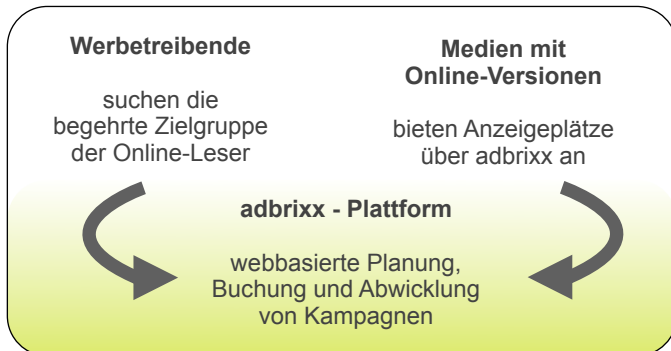 Werbetreibende
suchen die
begehrte Zielgruppe
der Online-Leser
Medien mit
Online-Versionen
bieten Anzeigeplätze
über adbrixx an
adbrixx - Plattform
webbasierte Planung,
Buchung und Abwicklung
von Kampagnen